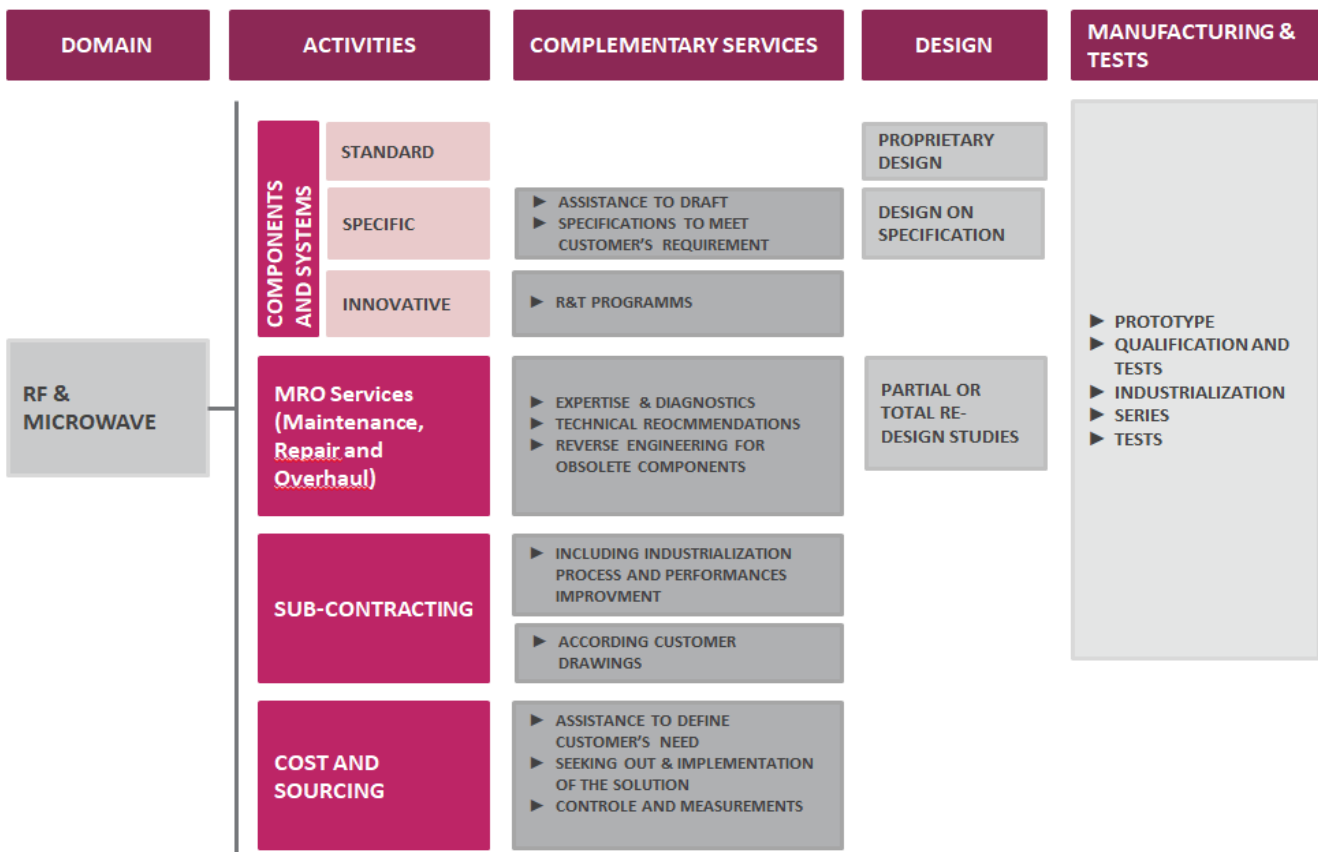 DOMAIN
ACTIVITIES
COMPLEMENTARY SERVICES
DESIGN
MANUFACTURING &
TESTS
COMPONENTS
AND SYSTEMS
STANDARD
PROPRIETARY
DESIGN
SPECIFIC
► ASSISTANCE TO DRAFT
► SPECIFICATIONS TO MEET
CUSTOMER'S REQUIREMENT
DESIGN ON
SPECIFICATION
INNOVATIVE
► R&T PROGRAMMS
RF &
MICROWAVE
MRO Services
(Maintenance,
Repair and
Overhaul)
► EXPERTISE & DIAGNOSTICS
► TECHNICAL REOCMMENDATIONS
► REVERSE ENGINEERING FOR
OBSOLETE COMPONENTS
PARTIAL OR
TOTAL RE-
DESIGN STUDIES
► PROTOTYPE
► QUALIFICATION AND
TESTS
► INDUSTRIALIZATION
► SERIES
► TESTS
SUB-CONTRACTING
► INCLUDING INDUSTRIALIZATION
PROCESS AND PERFORMANCES
IMPROVMENT
► ACCORDING CUSTOMER
DRAWINGS
COST AND
SOURCING
► ASSISTANCE TO DEFINE
CUSTOMER'S NEED
► SEEKING OUT & IMPLEMENTATION
OF THE SOLUTION
► CONTROLE AND MEASUREMENTS